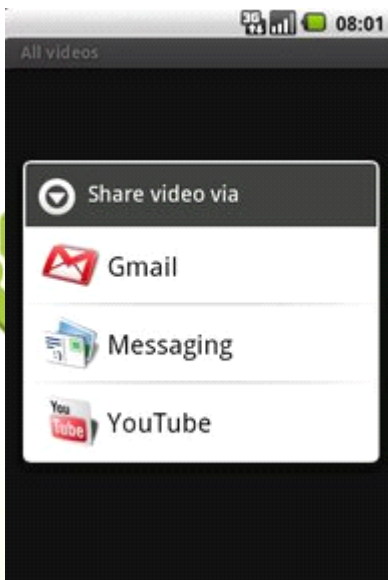 3G 08:01
All videos
Share video via
Gmail
Messaging
You
Tube
YouTube